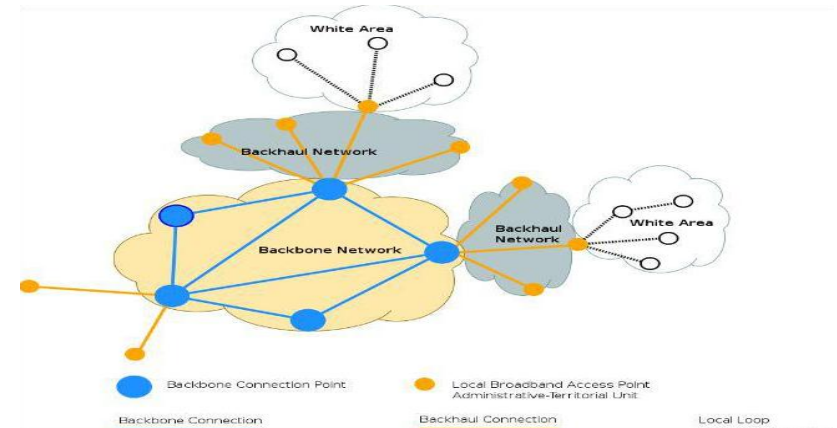 White Area
Backhaul Network
Backbone Network
Backhaul
Network
White Area
Backbone Connection Point
Local Broadband Access Point
Administrative-Territorial Unit
Backbone Connection
Backhaul Connection
Local Loop